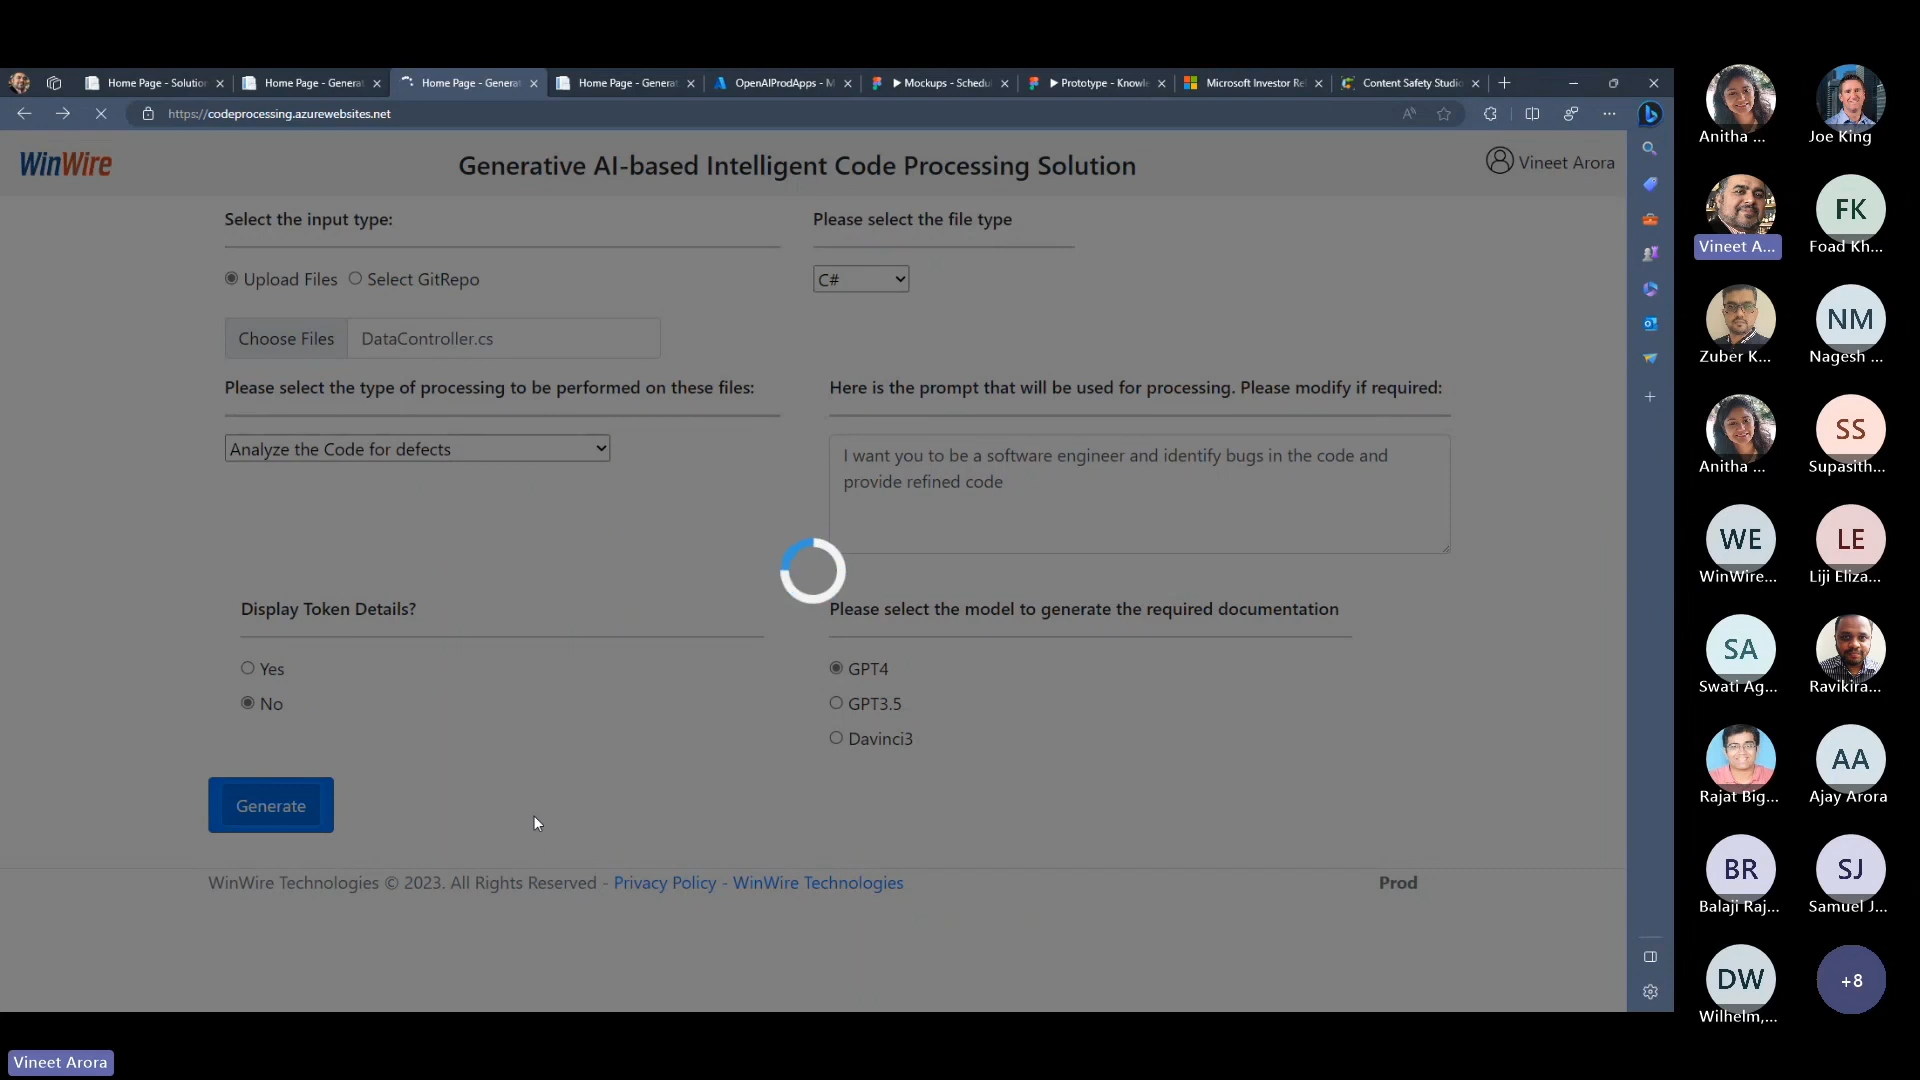 Home Page - Solution
Home Page - Generat
Home Page - Generat
Home Page - Generat
OpenAIProdApps - M
Mockups - Schedul
Prototype - Knowle
Microsoft Investor Rel
Content Safety Studio
https://codeprocessing.azurewebsites.net
WinWire
Generative AI-based Intelligent Code Processing Solution
Vineet Arora
Select the input type:
Please select the file type
Upload Files
Select GitRepo
C#
Choose Files
DataController.cs
Please select the type of processing to be performed on these files:
Here is the prompt that will be used for processing. Please modify if required:
Analyze the Code for defects
I want you to be a software engineer and identify bugs in the code and
provide refined code
Display Token Details?
Please select the model to generate the required documentation
Yes
No
GPT4
GPT3.5
Davinci3
Generate
WinWire Technologies © 2023. All Rights Reserved - Privacy Policy - WinWire Technologies
Prod
Anitha ...
Joe King
Vineet A...
FK
Foad Kh...
Zuber K...
NM
Nagesh ...
Anitha ...
SS
Supasith...
WE
WinWire...
LE
Liji Eliza...
SA
Swati Ag...
Ravikira...
Rajat Big...
AA
Ajay Arora
BR
Balaji Raj...
SJ
Samuel J...
DW
Wilhelm,...
+8
Vineet Arora